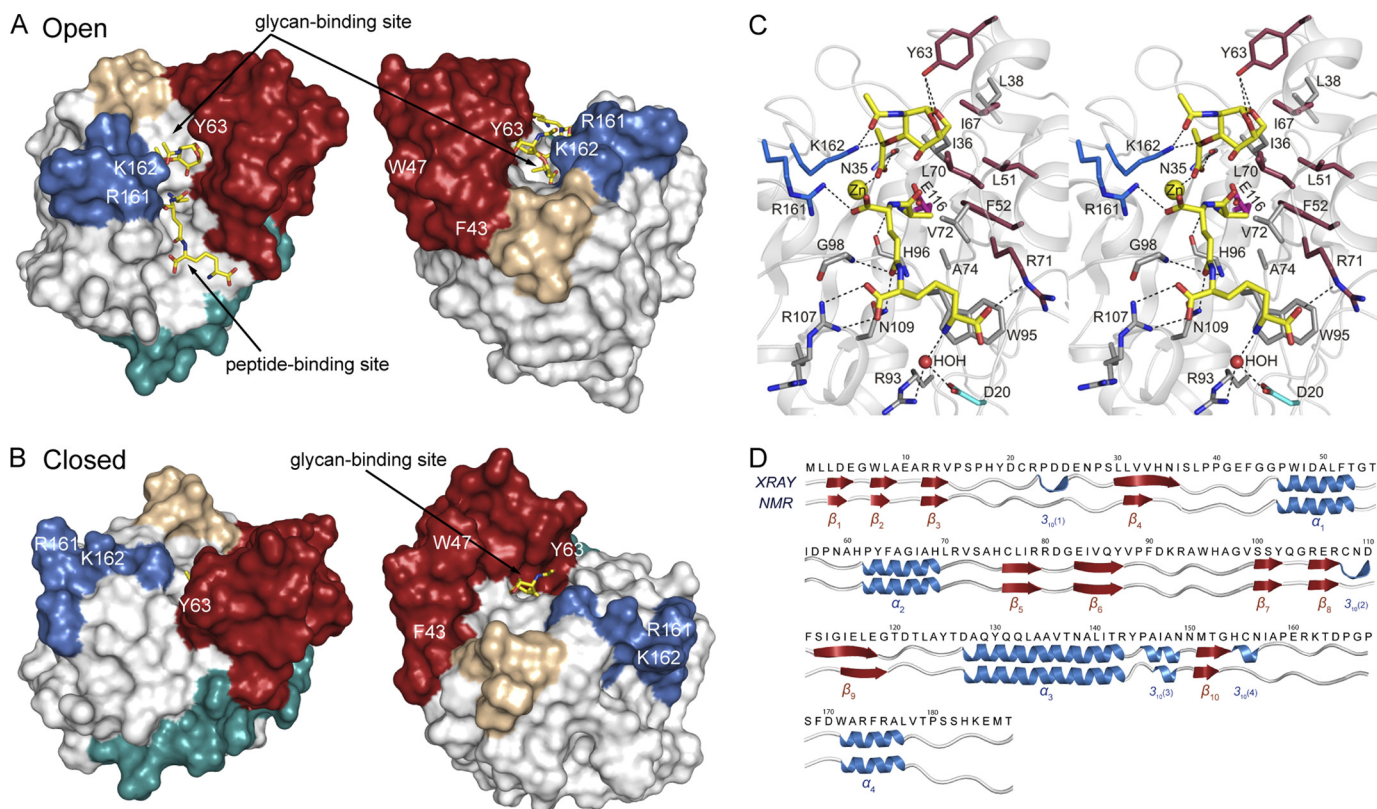 A Open
glycan-binding site
Y63
K162
R161
peptide-binding site
Y63
R161
K162
W47
F43
B Closed
glycan-binding site
R161
K162
Y63
W47
Y63
F43
R161
K162
C
Y63
L38
I67
K162
I36
N35
L70
L51
Zn
E116
R161
F52
V72
G98
H96
R71
A74
R107
N109
W95
HOH
R93
D20
Y63
L38
I67
K162
I36
N35
L70
L51
Zn
E116
R161
F52
V72
G98
H96
R71
A74
R107
N109
W95
HOH
R93
D20
D
10 20 30 40 50
MLLDEGWLAEARRVPSPHYDCRPDDENPSLLVVHNISLPPGEFGGPWIDALFTGT
XRAY
NMR
β1 β2 β3 3₁₀(1) β4 α1
60 70 80 90 100 110
IDPNAHPYFAGIAHLRVSAHCLIRRDGEIVQYVPFDKRAWHAGVSSYQGRERCND
α2 β5 β6 β7 β8 3₁₀(2)
120 130 140 150 160
FSIGIELEGTDTLAYTDAQYQQLAAVTNALITRYPAIANNMTGHCNIAPERKTDPGP
β9 α3 3₁₀(3) β10 3₁₀(4)
170 180
SFDWARFRALVTPSSHKEMT
α4